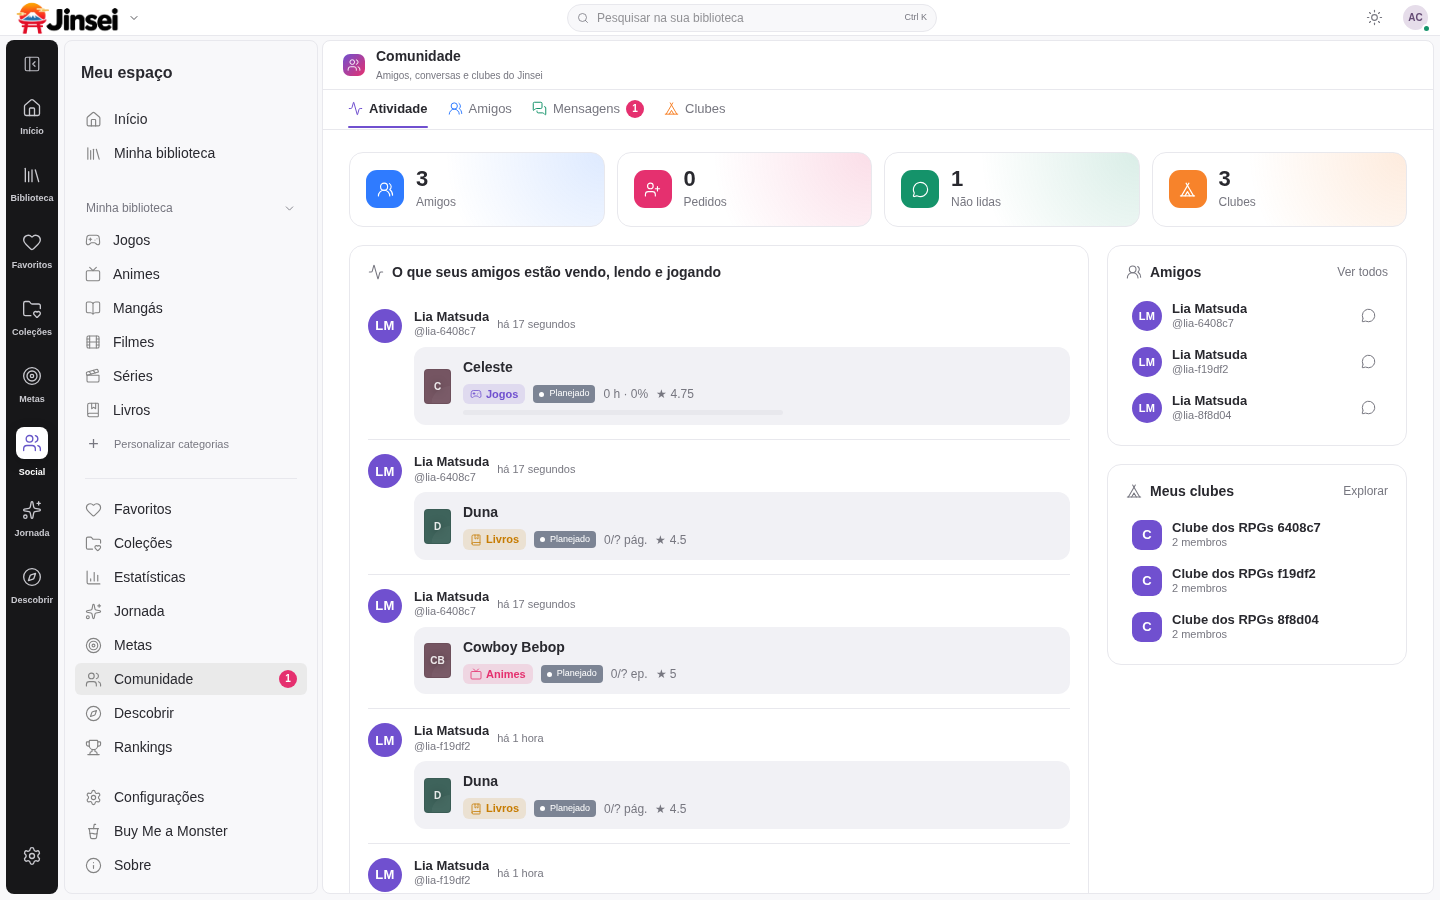 Jinsei
Pesquisar na sua biblioteca
Ctrl K
AC
Início
Biblioteca
Favoritos
Coleções
Metas
Social
Jornada
Descobrir
Meu espaço
Início
Minha biblioteca
Minha biblioteca
Jogos
Animes
Mangás
Filmes
Séries
Livros
Personalizar categorias
Favoritos
Coleções
Estatísticas
Jornada
Metas
Comunidade 1
Descobrir
Rankings
Configurações
Buy Me a Monster
Sobre
Comunidade
Amigos, conversas e clubes do Jinsei
Atividade Amigos Mensagens 1 Clubes
3
Amigos
0
Pedidos
1
Não lidas
3
Clubes
O que seus amigos estão vendo, lendo e jogando
LM
Lia Matsuda há 17 segundos
@lia-6408c7
C
Celeste
Jogos Planejado 0 h · 0% ★ 4.75
LM
Lia Matsuda há 17 segundos
@lia-6408c7
D
Duna
Livros Planejado 0/? pág. ★ 4.5
LM
Lia Matsuda há 17 segundos
@lia-6408c7
CB
Cowboy Bebop
Animes Planejado 0/? ep. ★ 5
LM
Lia Matsuda há 1 hora
@lia-f19df2
D
Duna
Livros Planejado 0/? pág. ★ 4.5
LM
Lia Matsuda há 1 hora
@lia-f19df2
Amigos Ver todos
LM
Lia Matsuda
@lia-6408c7
LM
Lia Matsuda
@lia-f19df2
LM
Lia Matsuda
@lia-8f8d04
Meus clubes Explorar
C
Clube dos RPGs 6408c7
2 membros
C
Clube dos RPGs f19df2
2 membros
C
Clube dos RPGs 8f8d04
2 membros